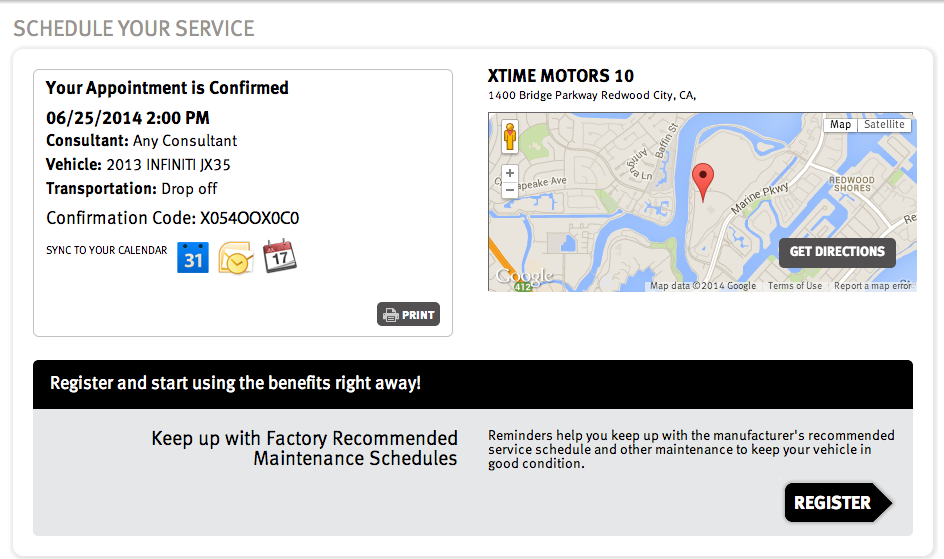 SCHEDULE YOUR SERVICE
Your Appointment is Confirmed
06/25/2014 2:00 PM
Consultant: Any Consultant
Vehicle: 2013 INFINITI JX35
Transportation: Drop off
Confirmation Code: X054OOX0C0
SYNC TO YOUR CALENDAR
31
17
PRINT
XTIME MOTORS 10
1400 Bridge Parkway Redwood City, CA,
Map Satellite
+
−
Baffin St
Marine Pkwy
REDWOOD
SHORES
GET DIRECTIONS
Google
412
Map data ©2014 Google Terms of Use Report a map error
Register and start using the benefits right away!
Keep up with Factory Recommended
Maintenance Schedules
Reminders help you keep up with the manufacturer's recommended
service schedule and other maintenance to keep your vehicle in
good condition.
REGISTER